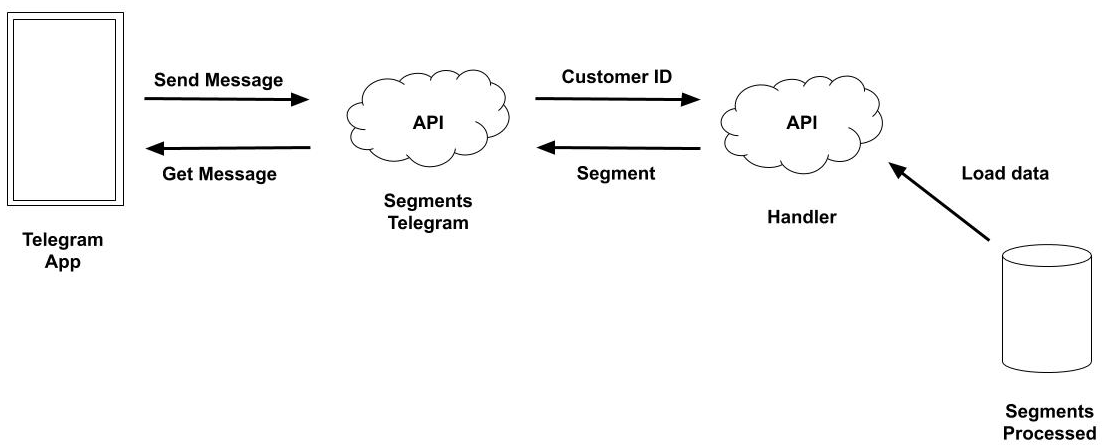 Send Message
Customer ID
API
API
Get Message
Segment
Load data
Segments
Telegram
Handler
Telegram
App
Segments
Processed